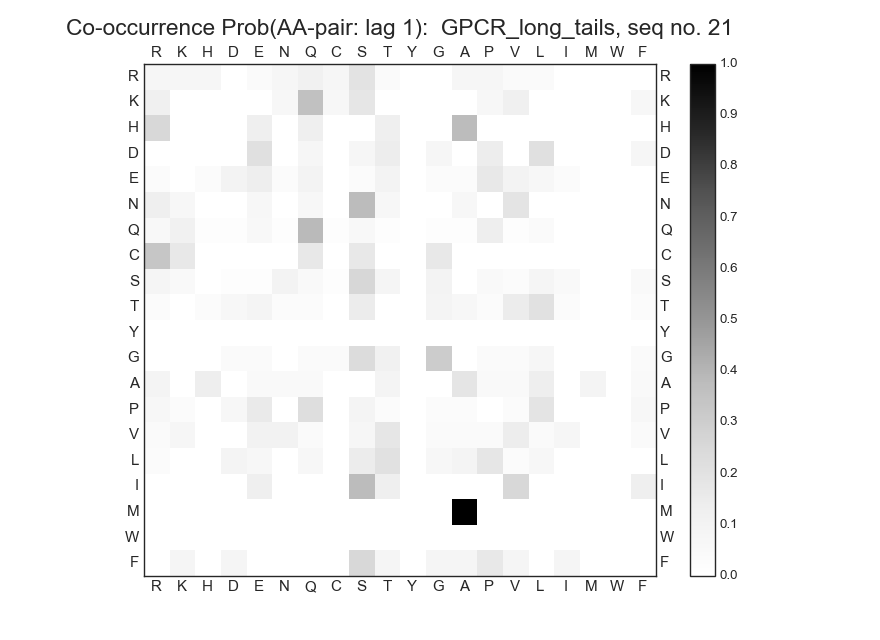 Co-occurrence Prob(AA-pair: lag 1):  GPCR_long_tails, seq no. 21
R K H D E N Q C S T Y G A P V L I M W F
R R
K K
H H
D D
E E
N N
Q Q
C C
S S
T T
Y Y
G G
A A
P P
V V
L L
I I
M M
W W
F F
R K H D E N Q C S T Y G A P V L I M W F
1.0
0.9
0.8
0.7
0.6
0.5
0.4
0.3
0.2
0.1
0.0